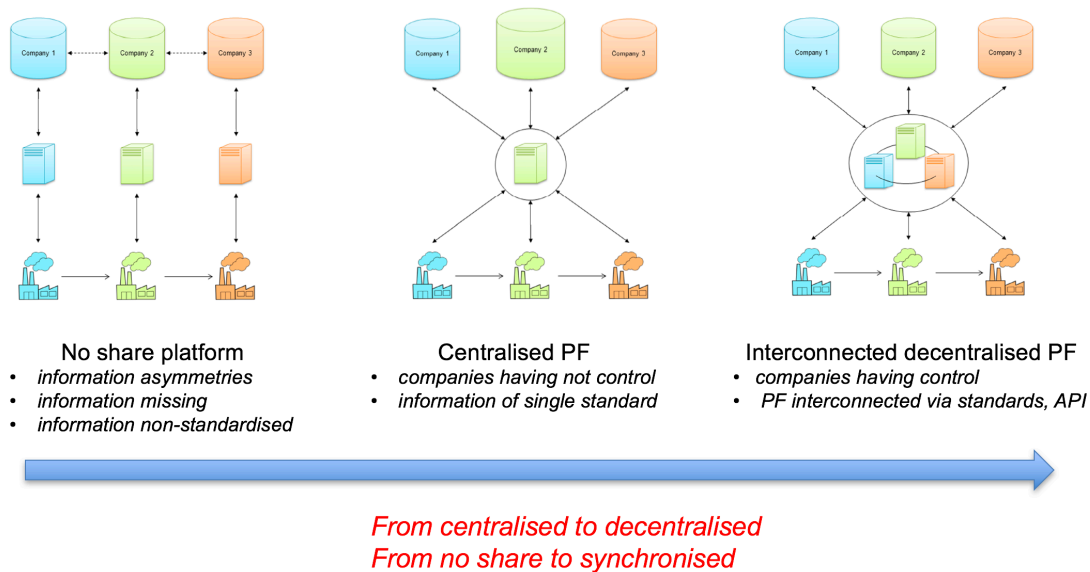 Company 1
Company 2
Company 3
Company 1
Company 2
Company 3
Company 1
Company 2
Company 3
No share platform
• information asymmetries
• information missing
• information non-standardised
Centralised PF
• companies having not control
• information of single standard
Interconnected decentralised PF
• companies having control
• PF interconnected via standards, API
From centralised to decentralised
From no share to synchronised